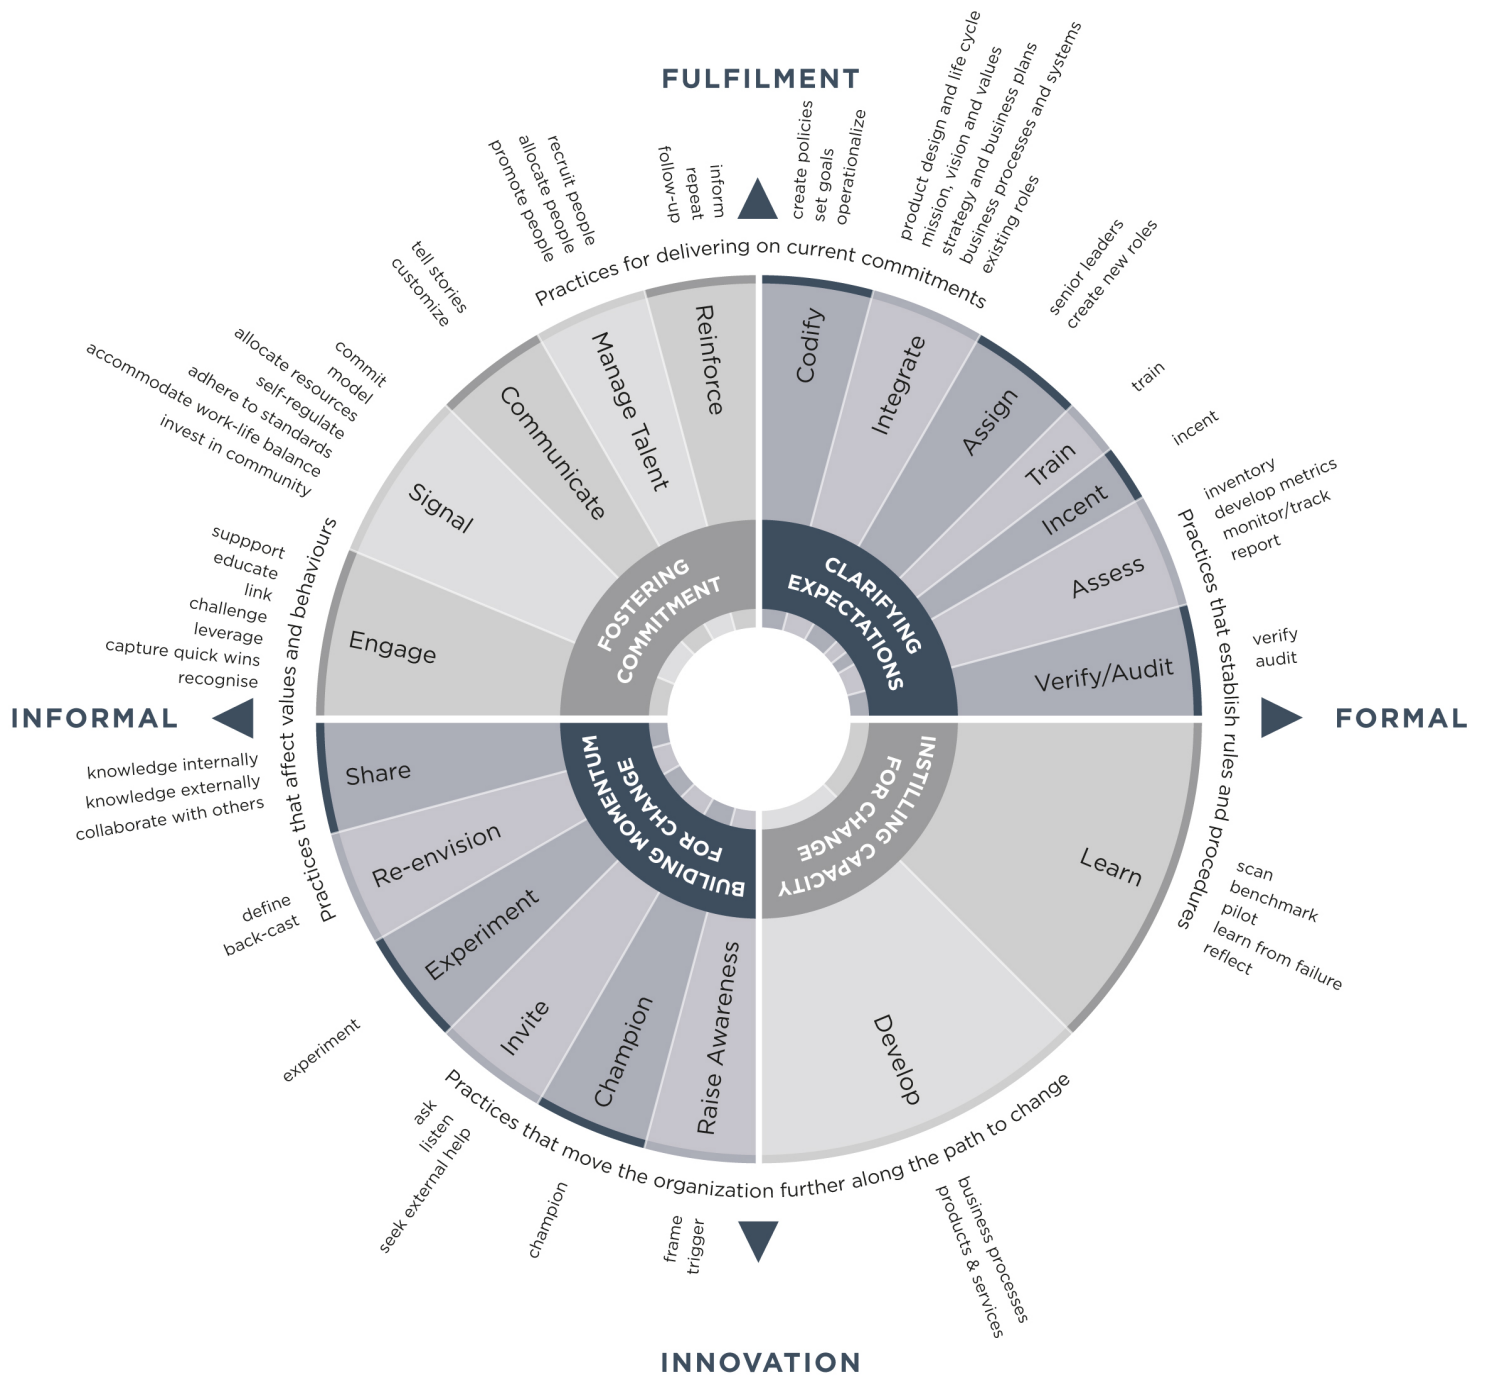 FULFILMENT
product design and life cycle
mission, vision and values
strategy and business plans
business processes and systems
existing roles
create policies
set goals
operationalize
recruit people
allocate people
promote people
inform
repeat
follow-up
tell stories
customize
senior leaders
create new roles
Practices for delivering on current commitments
commit
model
allocate resources
self-regulate
adhere to standards
accommodate work-life balance
invest in community
train
incent
inventory
develop metrics
monitor/track
report
Reinforce
Manage Talent
Communicate
Signal
Engage
Codify
Integrate
Assign
Train
Incent
Assess
Verify/Audit
FOSTERING
COMMITMENT
CLARIFYING
EXPECTATIONS
suppport
educate
link
challenge
leverage
capture quick wins
recognise
verify
audit
Practices that affect values and behaviours
Practices that establish rules and procedures
INFORMAL
FORMAL
knowledge internally
knowledge externally
collaborate with others
BUILDING MOMENTUM
FOR CHANGE
INSTILLING CAPACITY
FOR CHANGE
Share
Re-envision
Experiment
Invite
Champion
Raise Awareness
Learn
Develop
define
back-cast
scan
benchmark
pilot
learn from failure
reflect
experiment
ask
listen
seek external help
Practices that move the organization further along the path to change
champion
frame
trigger
business processes
products & services
INNOVATION